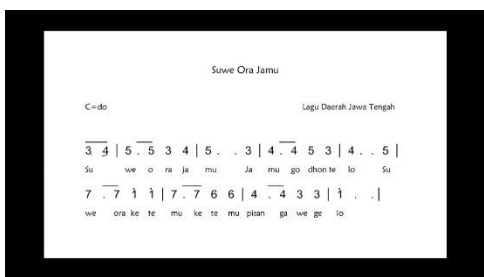 Suwe Ora Jamu
C=do Lagu Daerah Jawa Tengah
3 4 | 5 . 5 3 4 | 5 . . 3 | 4 . 4 5 3 | 4 . . 5 |
Su we o ra ja mu Ja mu go dhon te lo Su
7 . 7 1̇ 1̇ | 7 . 7 6 6 | 4 . 4 3 3 | 1̇ . . |
we ora ke te mu ke te mu pisan ga we ge lo